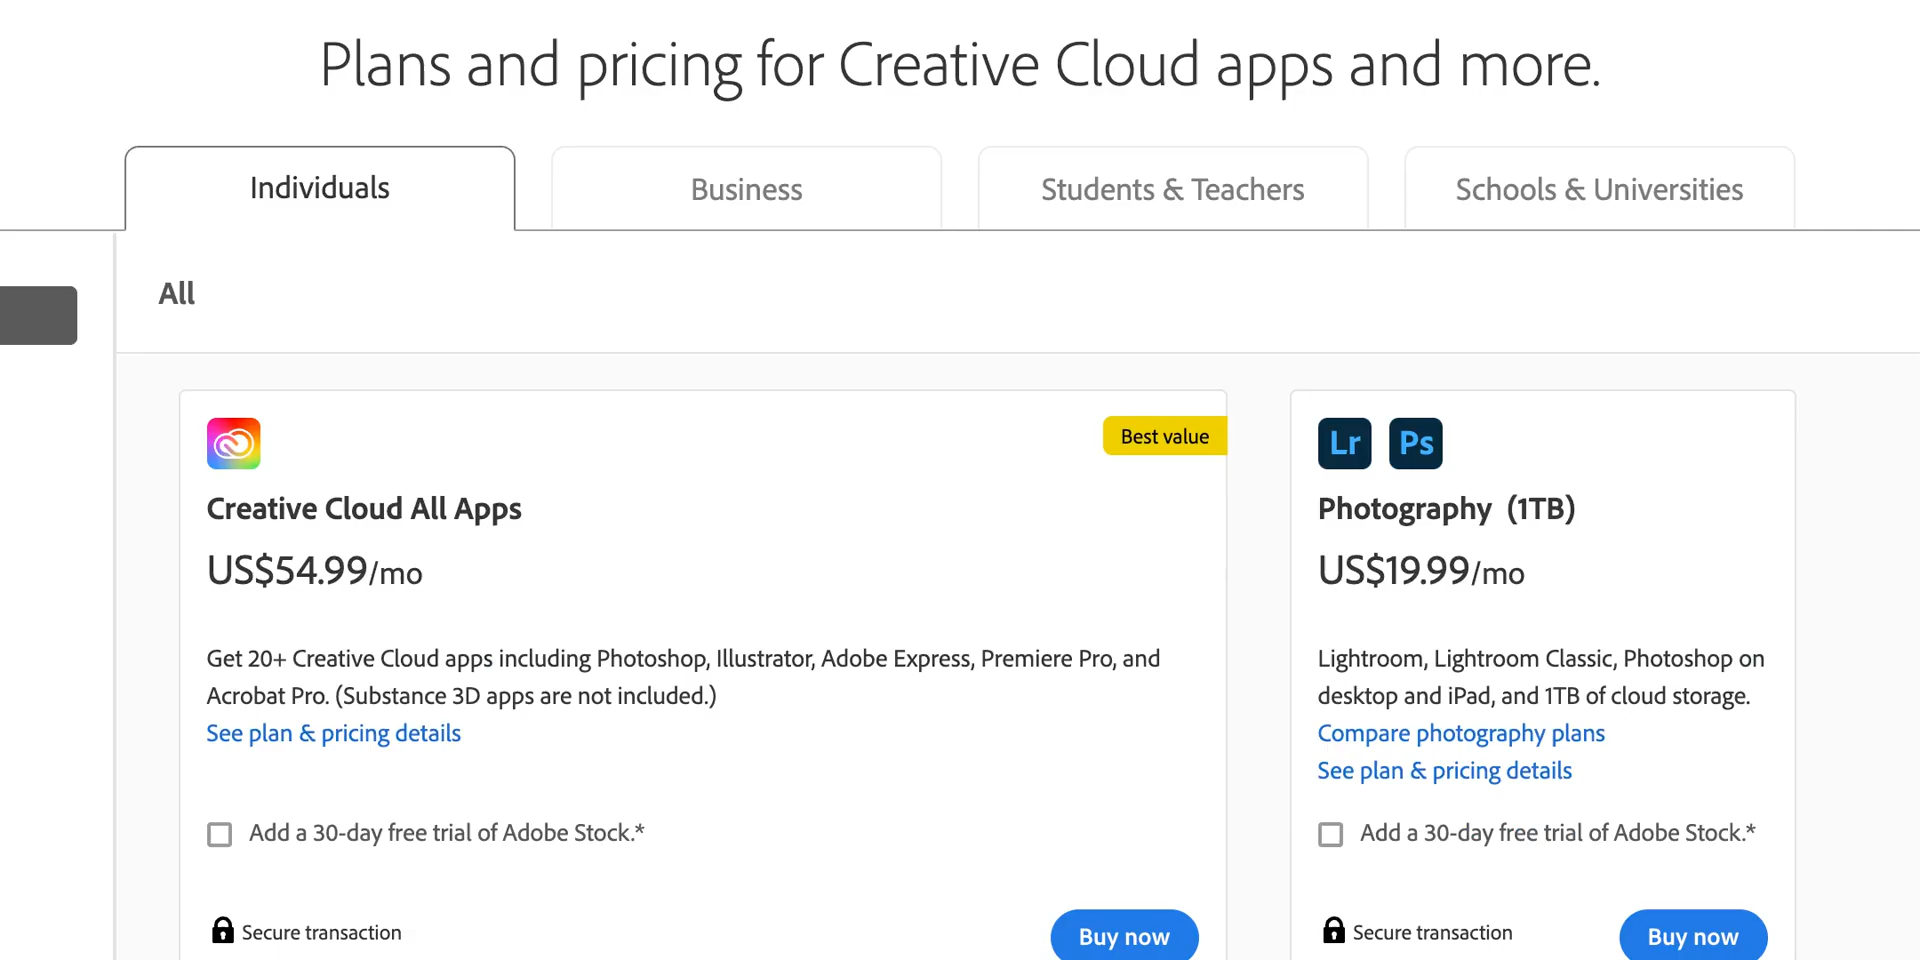 Plans and pricing for Creative Cloud apps and more.
Individuals
Business
Students & Teachers
Schools & Universities
All
Best value
Creative Cloud All Apps
US$54.99/mo
Get 20+ Creative Cloud apps including Photoshop, Illustrator, Adobe Express, Premiere Pro, and
Acrobat Pro. (Substance 3D apps are not included.)
See plan & pricing details
Add a 30-day free trial of Adobe Stock.*
Secure transaction
Buy now
Lr Ps
Photography (1TB)
US$19.99/mo
Lightroom, Lightroom Classic, Photoshop on
desktop and iPad, and 1TB of cloud storage.
Compare photography plans
See plan & pricing details
Add a 30-day free trial of Adobe Stock.*
Secure transaction
Buy now